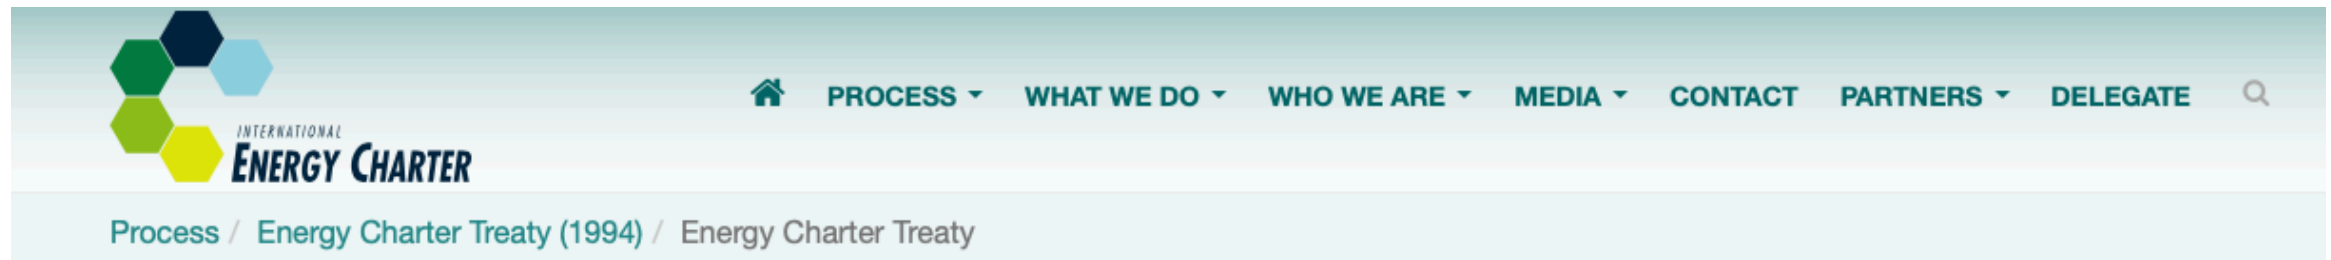 INTERNATIONAL
ENERGY CHARTER
PROCESS WHAT WE DO WHO WE ARE MEDIA CONTACT PARTNERS DELEGATE
Process / Energy Charter Treaty (1994) / Energy Charter Treaty